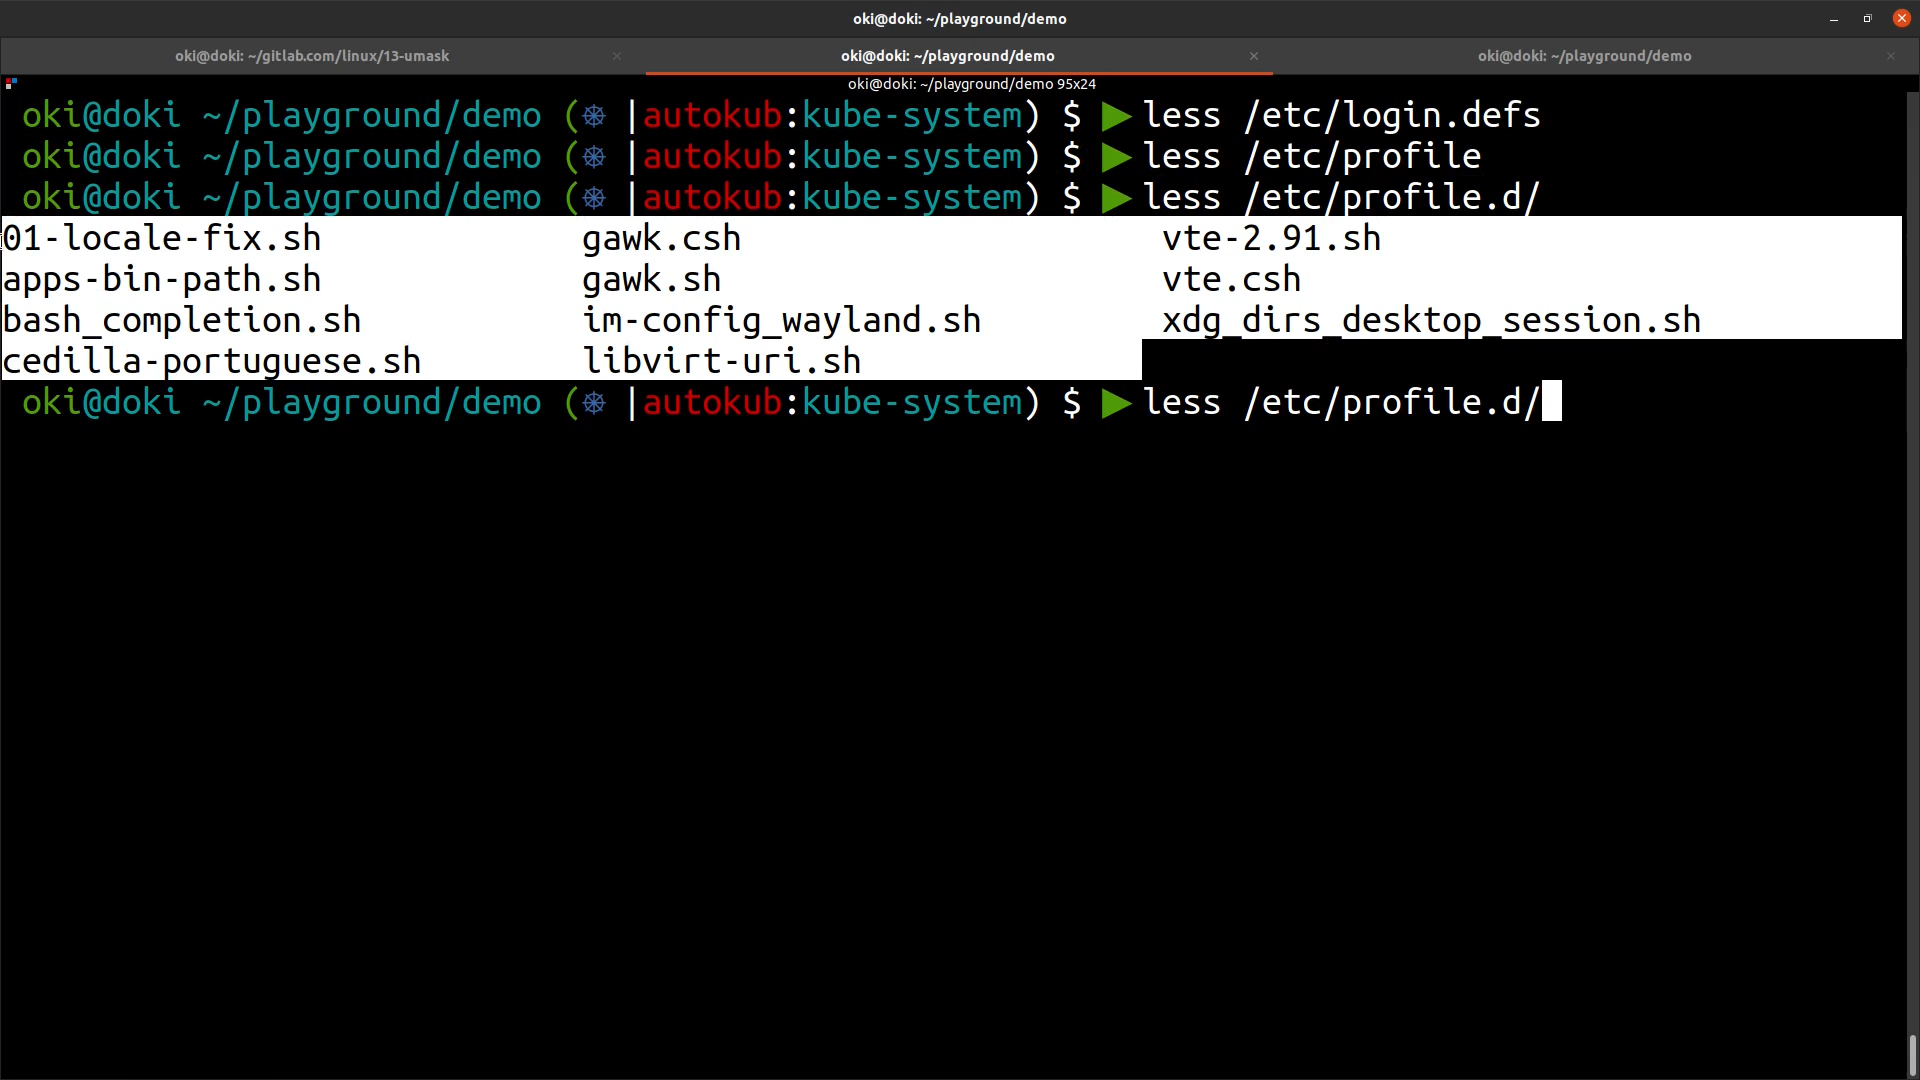 oki@doki: ~/playground/demo
oki@doki: ~/gitlab.com/linux/13-umask × oki@doki: ~/playground/demo × oki@doki: ~/playground/demo ×
oki@doki: ~/playground/demo 95x24
oki@doki ~/playground/demo (⎈ |autokub:kube-system) $ ▶less /etc/login.defs
oki@doki ~/playground/demo (⎈ |autokub:kube-system) $ ▶less /etc/profile
oki@doki ~/playground/demo (⎈ |autokub:kube-system) $ ▶less /etc/profile.d/
01-locale-fix.sh gawk.csh vte-2.91.sh
apps-bin-path.sh gawk.sh vte.csh
bash_completion.sh im-config_wayland.sh xdg_dirs_desktop_session.sh
cedilla-portuguese.sh libvirt-uri.sh
oki@doki ~/playground/demo (⎈ |autokub:kube-system) $ ▶less /etc/profile.d/